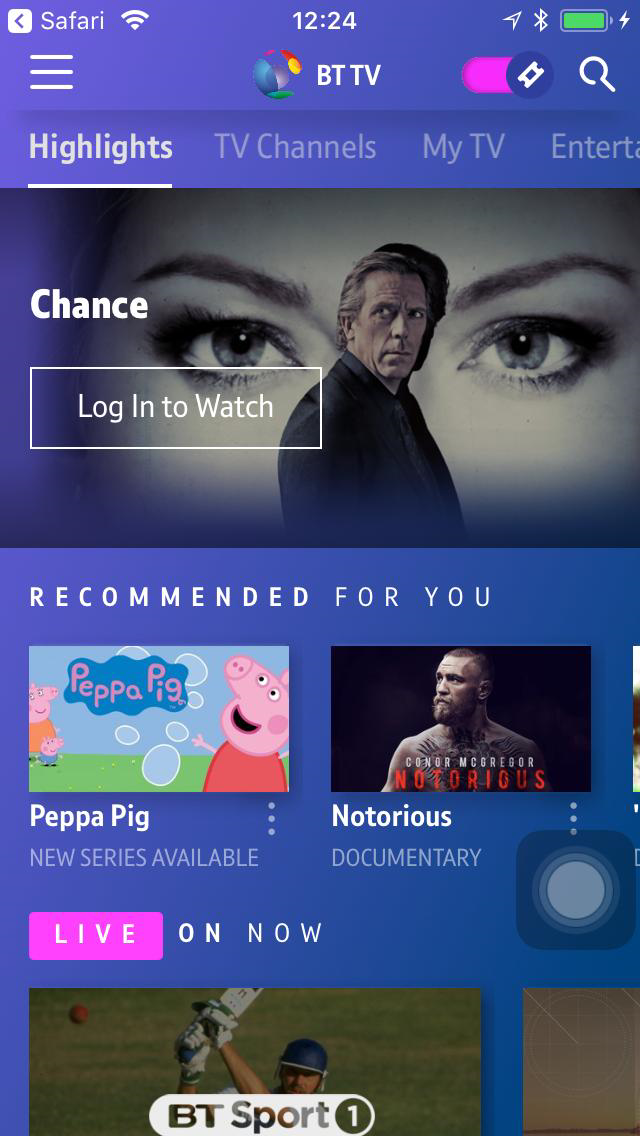 Safari 12:24
BT TV
Highlights TV Channels My TV Enterta
Chance
Log In to Watch
RECOMMENDED FOR YOU
Peppa Pig
CONOR MCGREGOR
NOTORIOUS
Peppa Pig Notorious
NEW SERIES AVAILABLE DOCUMENTARY
LIVE ON NOW
BT Sport 1